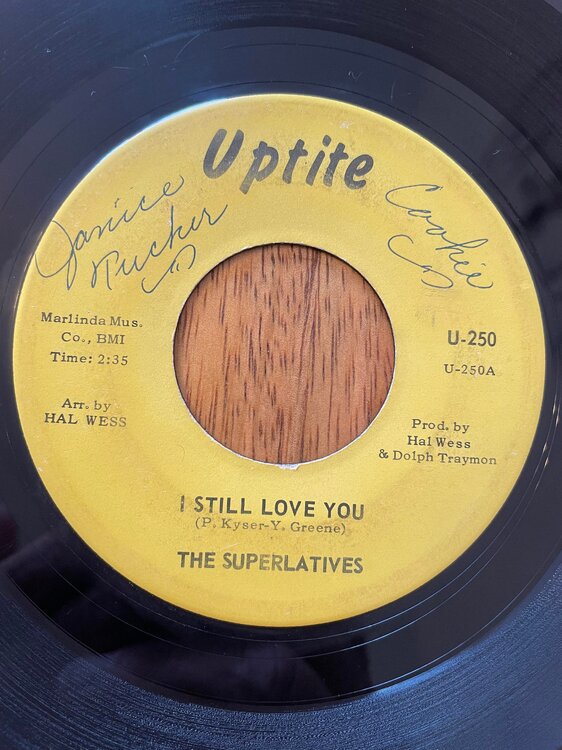 Uptite
Janice
Rucker
Cookie
Marlinda Mus.
Co., BMI
Time: 2:35
Arr. by
HAL WESS
U-250
U-250A
Prod. by
Hal Wess
& Dolph Traymon
I STILL LOVE YOU
(P. Kyser-Y. Greene)
THE SUPERLATIVES